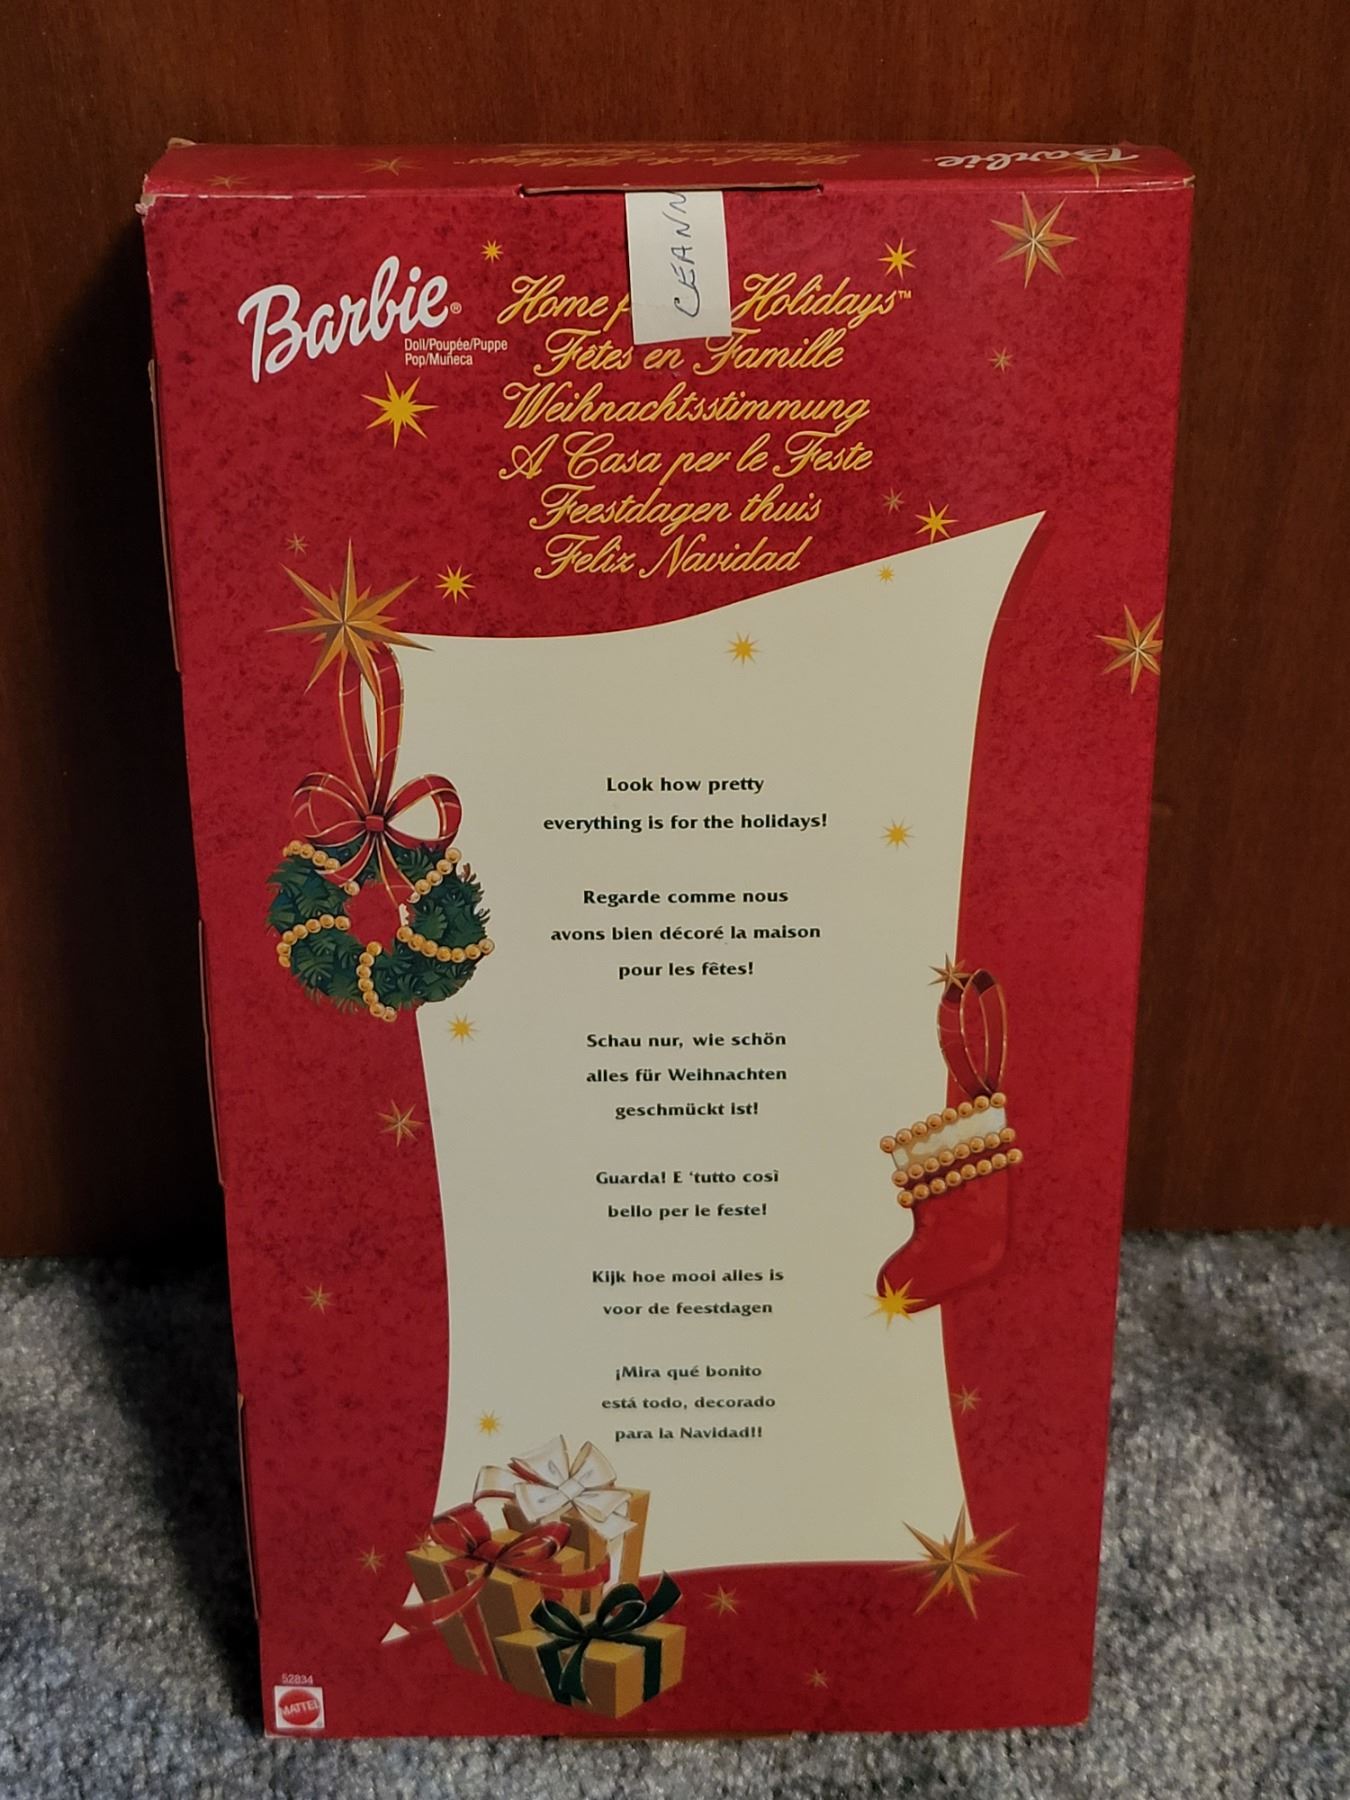 Barbie
CEANN
Barbie®
Doll/Poupée/Puppe
Pop/Muñeca
Home f Holidays™
Fêtes en Famille
Weihnachtsstimmung
A Casa per le Feste
Feestdagen thuis
Feliz Navidad
Look how pretty
everything is for the holidays!
Regarde comme nous
avons bien décoré la maison
pour les fêtes!
Schau nur, wie schön
alles für Weihnachten
geschmückt ist!
Guarda! E 'tutto così
bello per le feste!
Kijk hoe mooi alles is
voor de feestdagen
¡Mira qué bonito
está todo, decorado
para la Navidad!!
52834
MATTEL